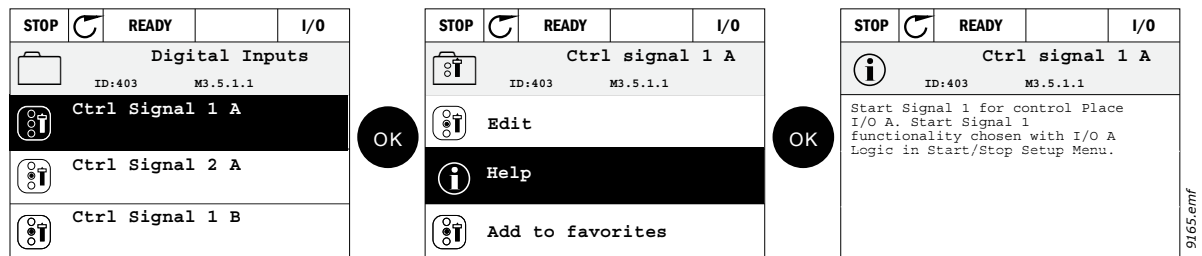 STOP READY I/O
Digital Inputs
ID:403 M3.5.1.1
Ctrl Signal 1 A
Ctrl Signal 2 A
Ctrl Signal 1 B
OK
STOP READY I/O
Ctrl signal 1 A
ID:403 M3.5.1.1
Edit
Help
Add to favorites
OK
STOP READY I/O
Ctrl signal 1 A
ID:403 M3.5.1.1
Start Signal 1 for control Place
I/O A. Start Signal 1
functionality chosen with I/O A
Logic in Start/Stop Setup Menu.
9165.emf